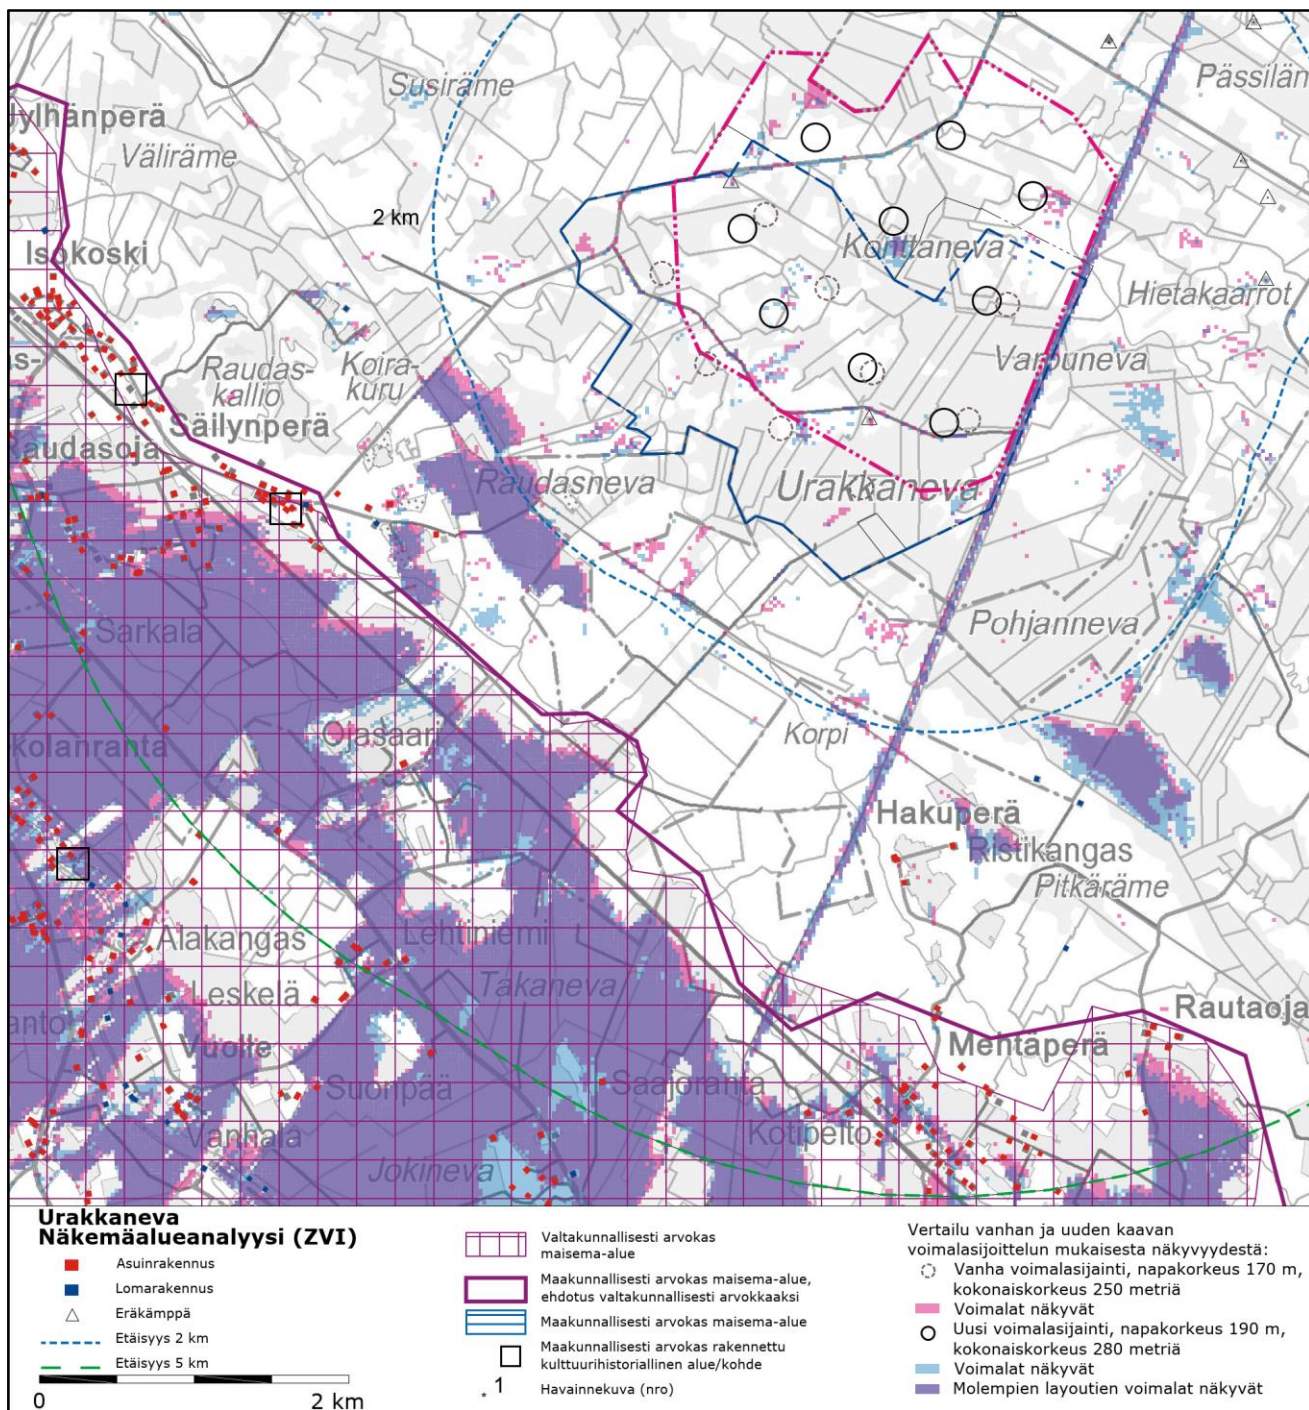 Susiräme
Pässilän
Jylhänperä
Väliräme
2 km
Isokoski
Konttaneva
Hietakaarrot
Raudas-
kallio
Koira-
kuru
Varpuneva
Säilynperä
Raudasoja
Raudasneva
Urakkaneva
Sarkala
Pohjanneva
kolanranta
Ojasaari
Korpi
Hakuperä
Ristikangas
Pitkäräme
Alakangas
Lehtiniemi
Leskelä
Takaneva
Rautaoja
anto
Vuolle
Mehtäperä
Suonpää
Saajoranta
Vanhala
Kotipelto
Jokineva
Urakkaneva
Näkemäalueanalyysi (ZVI)
Asuinrakennus
Lomarakennus
Eräkämppä
Etäisyys 2 km
Etäisyys 5 km
0 2 km
Valtakunnallisesti arvokas
maisema-alue
Maakunnallisesti arvokas maisema-alue,
ehdotus valtakunnallisesti arvokkaaksi
Maakunnallisesti arvokas maisema-alue
Maakunnallisesti arvokas rakennettu
kulttuurihistoriallinen alue/kohde
1 Havainnekuva (nro)
Vertailu vanhan ja uuden kaavan
voimalasijoittelun mukaisesta näkyvyydestä:
Vanha voimalasijainti, napakorkeus 170 m,
kokonaiskorkeus 250 metriä
Voimalat näkyvät
Uusi voimalasijainti, napakorkeus 190 m,
kokonaiskorkeus 280 metriä
Voimalat näkyvät
Molempien layoutien voimalat näkyvät